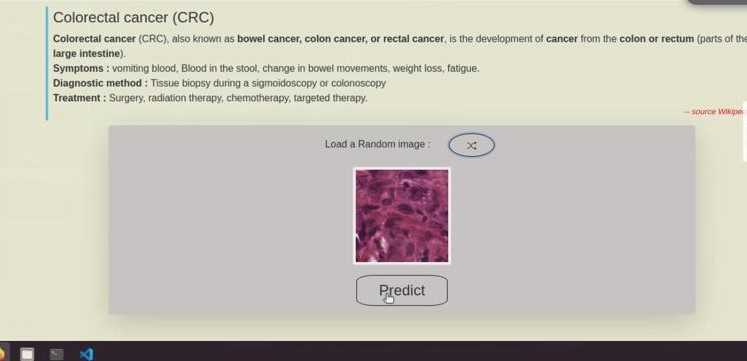 Colorectal cancer (CRC)
Colorectal cancer (CRC), also known as bowel cancer, colon cancer, or rectal cancer, is the development of cancer from the colon or rectum (parts of the
large intestine).
Symptoms : vomiting blood, Blood in the stool, change in bowel movements, weight loss, fatigue.
Diagnostic method : Tissue biopsy during a sigmoidoscopy or colonoscopy
Treatment : Surgery, radiation therapy, chemotherapy, targeted therapy.
-- source Wikipe
Load a Random image :
Predict